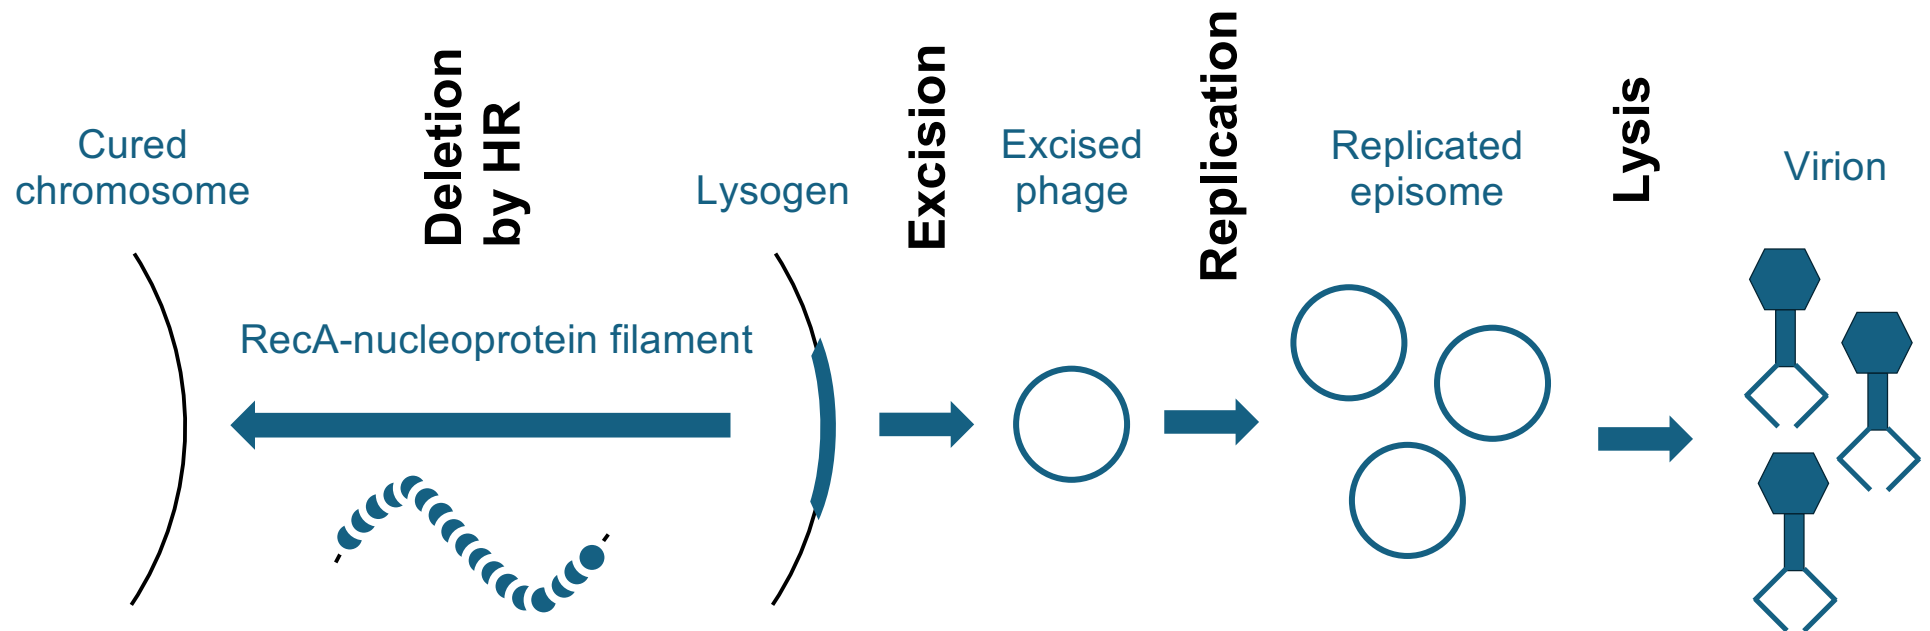 Cured
chromosome
Deletion
by HR
RecA-nucleoprotein filament
Lysogen
Excision
Excised
phage
Replication
Replicated
episome
Lysis
Virion